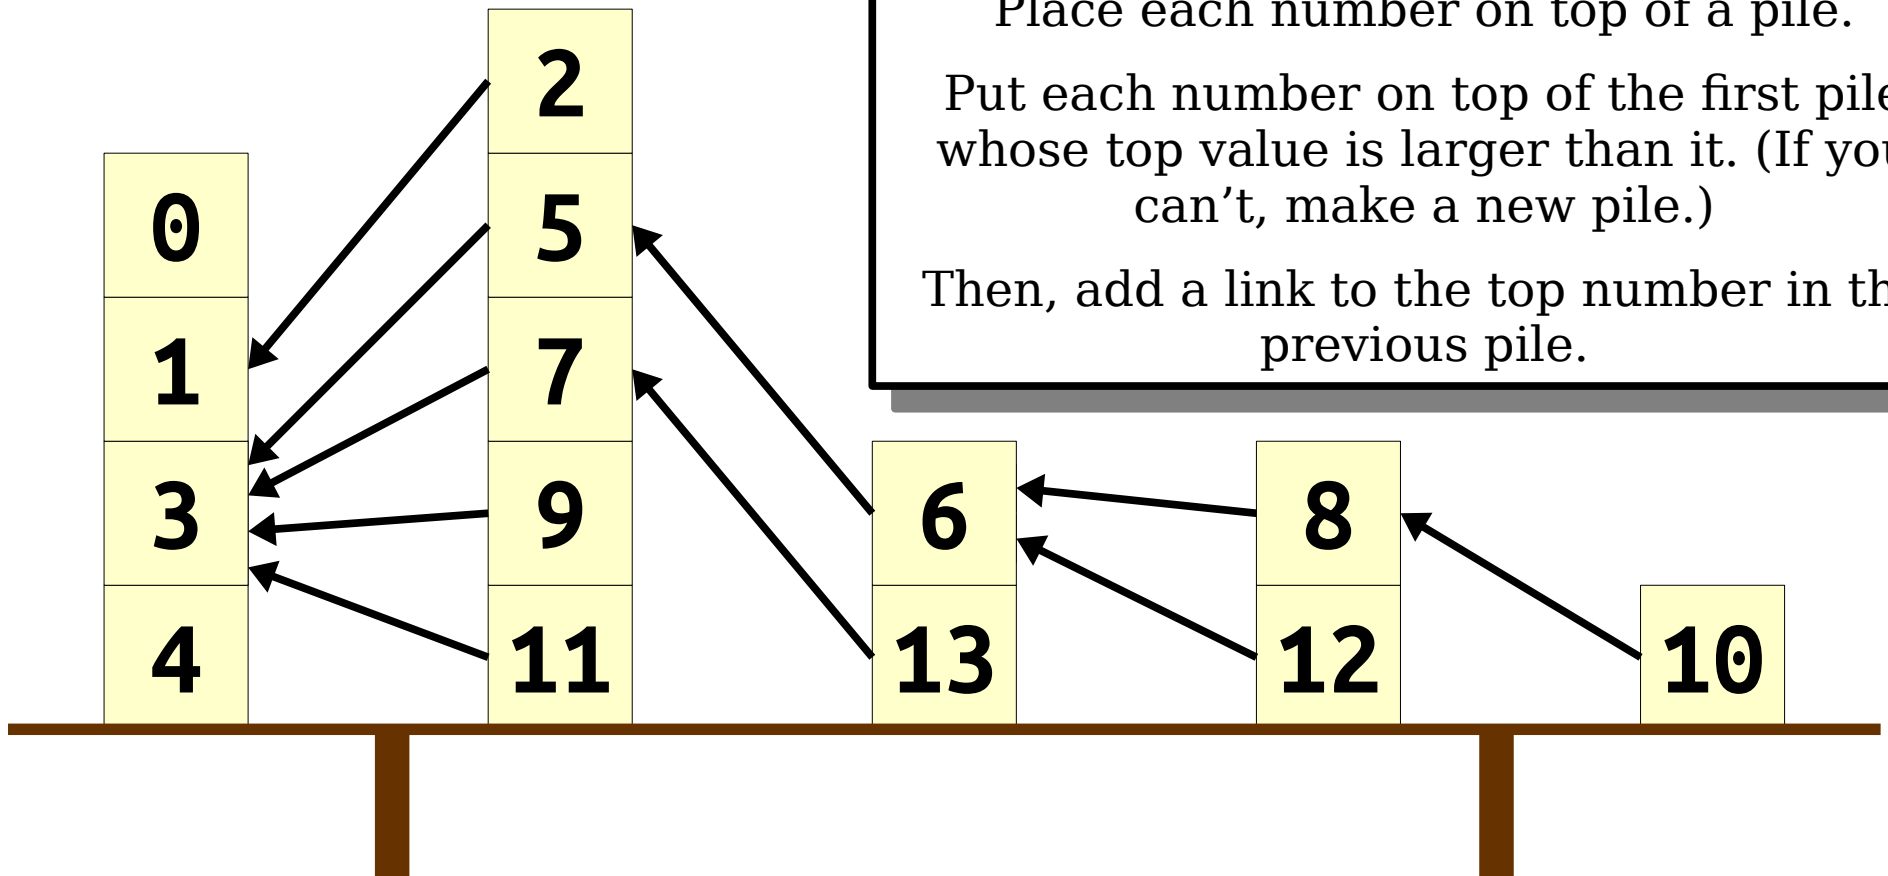 Place each number on top of a pile.
Put each number on top of the first pile
whose top value is larger than it. (If you
can’t, make a new pile.)
Then, add a link to the top number in
previous pile.
2
0 5
1 7
3 9 6 8
4 11 13 12 10